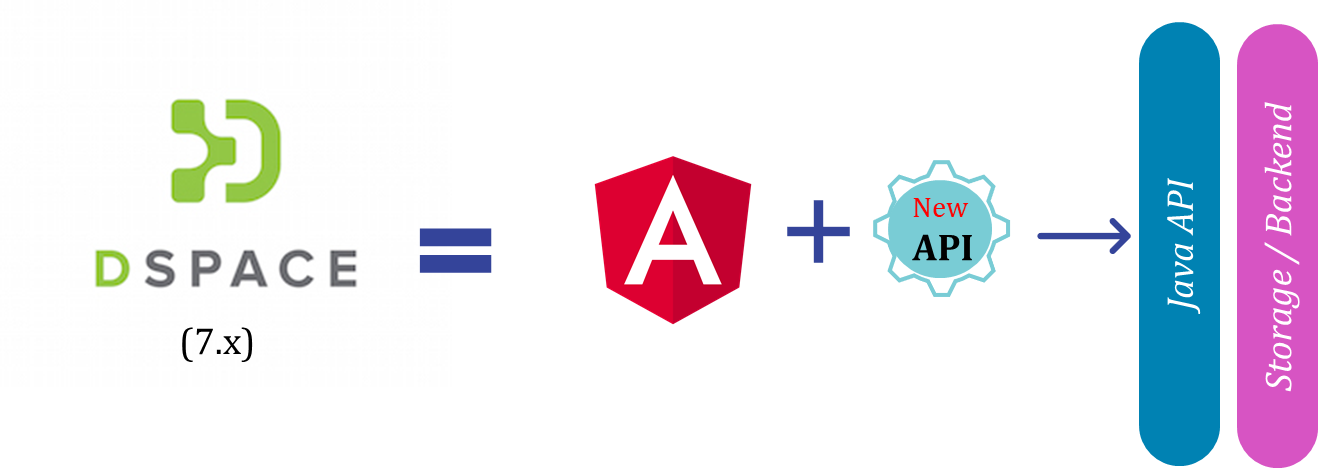 DSPACE
(7.x)
=
A
+
New
API
Java API
Storage / Backend